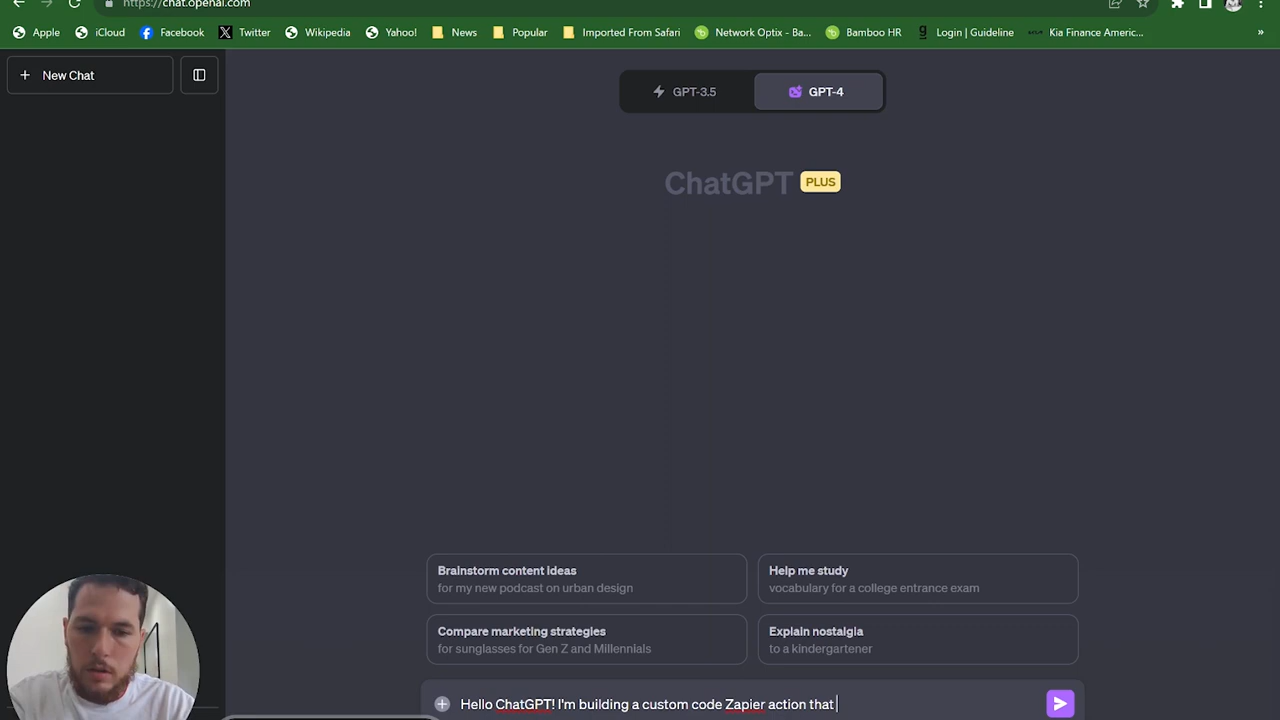 https://chat.openai.com
Apple iCloud Facebook Twitter Wikipedia Yahoo! News Popular Imported From Safari Network Optix - Ba... Bamboo HR Login | Guideline Kia Finance Americ... »
+ New Chat
GPT-3.5 GPT-4
ChatGPT PLUS
Brainstorm content ideas
for my new podcast on urban design
Help me study
vocabulary for a college entrance exam
Compare marketing strategies
for sunglasses for Gen Z and Millennials
Explain nostalgia
to a kindergartener
Hello ChatGPT! I'm building a custom code Zapier action that